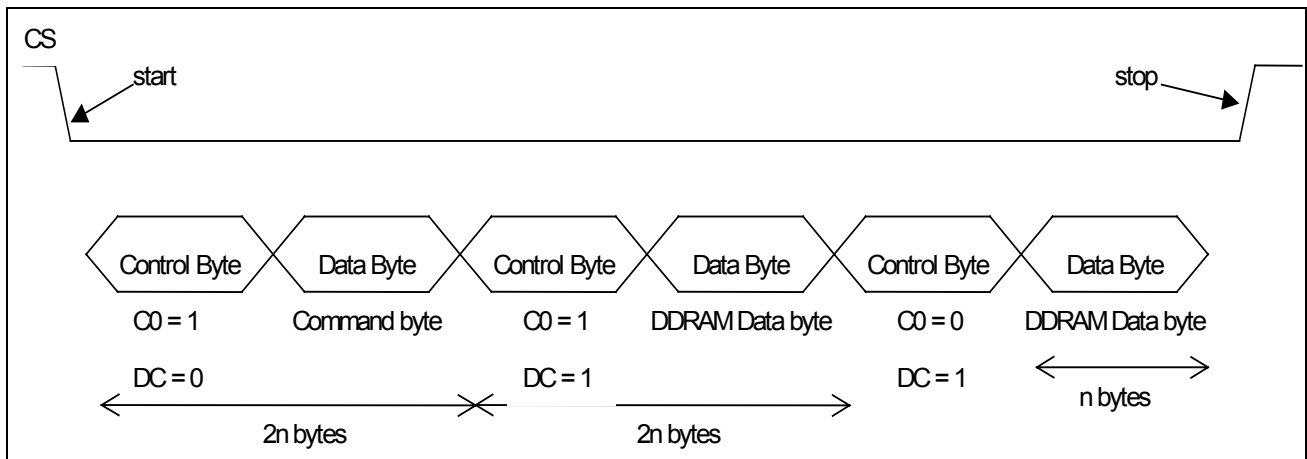 CS
start
stop
Control Byte Data Byte Control Byte Data Byte Control Byte Data Byte
C0 = 1 Command byte C0 = 1 DDRAM Data byte C0 = 0 DDRAM Data byte
DC = 0 DC = 1 DC = 1
n bytes
2n bytes 2n bytes